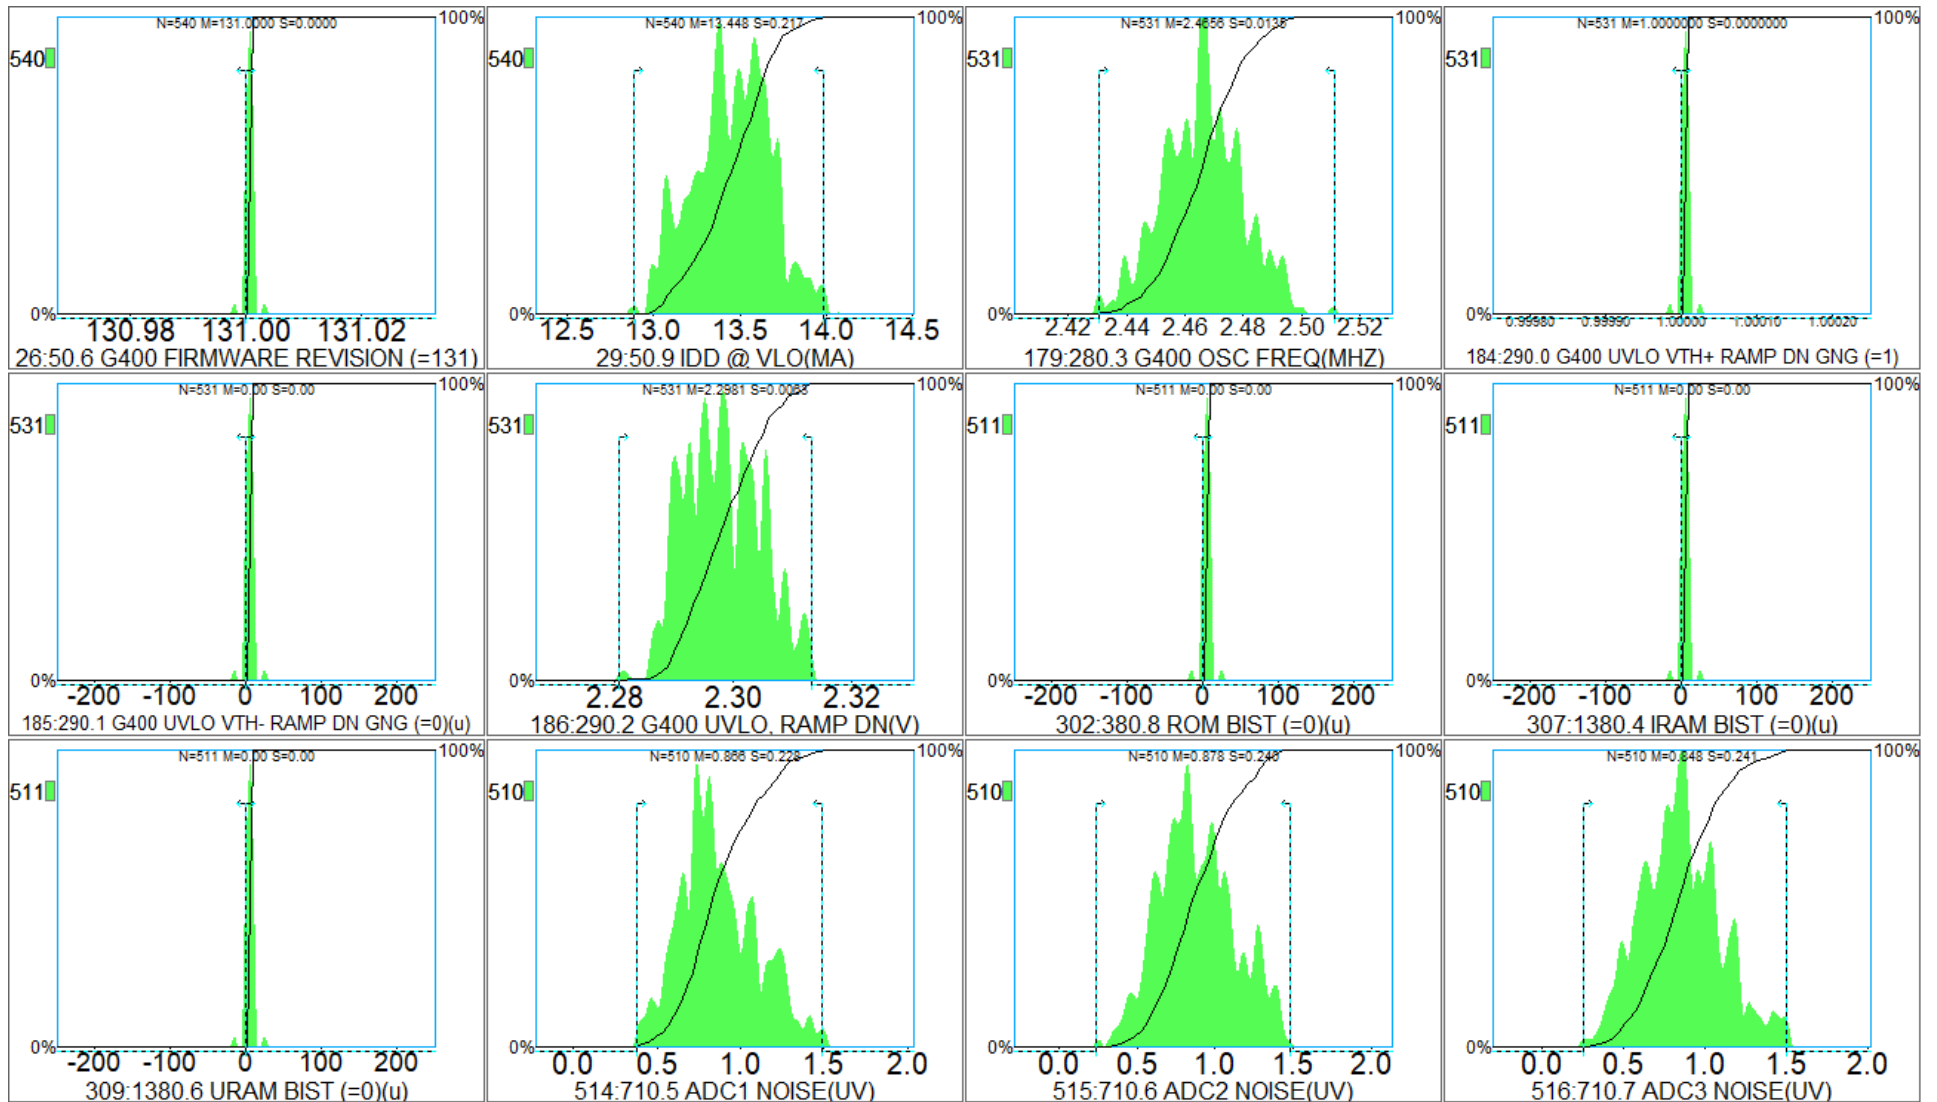 N=540 M=131.0000 S=0.0000
100%
540
0%
130.98 131.00 131.02
26:50.6 G400 FIRMWARE REVISION (=131)
N=540 M=13.448 S=0.217
100%
540
0%
12.5 13.0 13.5 14.0 14.5
29:50.9 IDD @ VLO(MA)
N=531 M=2.4656 S=0.0135
100%
531
0%
2.42 2.44 2.46 2.48 2.50 2.52
179:280.3 G400 OSC FREQ(MHZ)
N=531 M=1.0000000 S=0.0000000
100%
531
0%
0.99980 0.99990 1.00000 1.00010 1.00020
184:290.0 G400 UVLO VTH+ RAMP DN GNG (=1)
N=531 M=0.00 S=0.00
100%
531
0%
-200 -100 0 100 200
185:290.1 G400 UVLO VTH- RAMP DN GNG (=0)(u)
N=531 M=2.2981 S=0.0063
100%
531
0%
2.28 2.30 2.32
186:290.2 G400 UVLO, RAMP DN(V)
N=511 M=0.00 S=0.00
100%
511
0%
-200 -100 0 100 200
302:380.8 ROM BIST (=0)(u)
N=511 M=0.00 S=0.00
100%
511
0%
-200 -100 0 100 200
307:1380.4 IRAM BIST (=0)(u)
N=511 M=0.00 S=0.00
100%
511
0%
-200 -100 0 100 200
309:1380.6 URAM BIST (=0)(u)
N=510 M=0.866 S=0.228
100%
510
0%
0.0 0.5 1.0 1.5 2.0
514:710.5 ADC1 NOISE(UV)
N=510 M=0.878 S=0.240
100%
510
0%
0.0 0.5 1.0 1.5 2.0
515:710.6 ADC2 NOISE(UV)
N=510 M=0.848 S=0.241
100%
510
0%
0.0 0.5 1.0 1.5 2.0
516:710.7 ADC3 NOISE(UV)